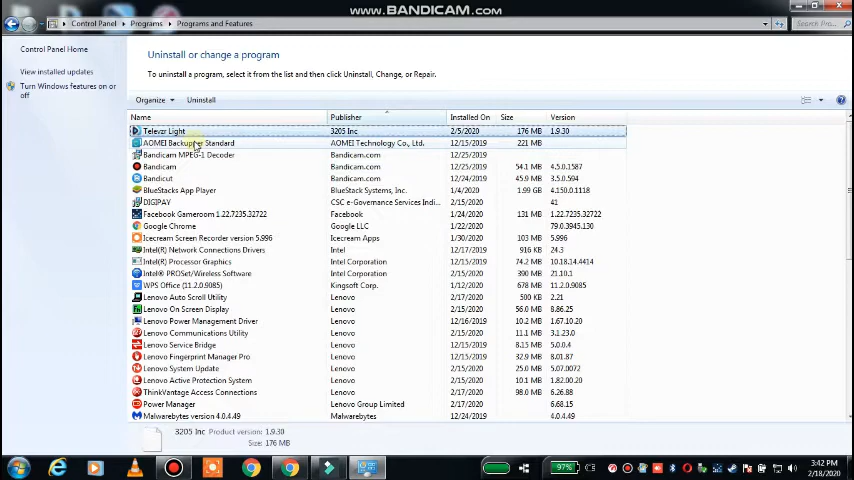 www.BANDICAM.com
Control Panel Programs Programs and Features Search Pro...
Control Panel Home
View installed updates
Turn Windows features on or
off
Uninstall or change a program
To uninstall a program, select it from the list and then click Uninstall, Change, or Repair.
Organize Uninstall
Name Publisher Installed On Size Version
Televzr Light 3205 Inc 2/5/2020 176 MB 1.9.30
AOMEI Backupper Standard AOMEI Technology Co., Ltd. 12/15/2019 221 MB
Bandicam MPEG-1 Decoder Bandicam.com 12/25/2019
Bandicam Bandicam.com 12/25/2019 54.1 MB 4.5.0.1587
Bandicut Bandicam.com 12/24/2019 45.9 MB 3.5.0.594
BlueStacks App Player BlueStack Systems, Inc. 1/4/2020 1.99 GB 4.150.0.1118
DIGIPAY CSC e-Governance Services Indi... 2/15/2020 41
Facebook Gameroom 1.22.7235.32722 Facebook 1/24/2020 131 MB 1.22.7235.32722
Google Chrome Google LLC 1/24/2020 79.0.3945.130
Icecream Screen Recorder version 5.996 Icecream Apps 1/30/2020 103 MB 5.996
Intel(R) Network Connections Drivers Intel 12/17/2019 916 KB 24.3
Intel(R) Processor Graphics Intel Corporation 12/15/2019 74.2 MB 10.18.14.4414
Intel® PROSet/Wireless Software Intel Corporation 2/15/2020 390 MB 21.10.1
WPS Office (11.2.0.9085) Kingsoft Corp. 1/12/2020 678 MB 11.2.0.9085
Lenovo Auto Scroll Utility Lenovo 2/17/2020 500 KB 2.21
Lenovo On Screen Display Lenovo 2/15/2020 56.0 MB 8.86.25
Lenovo Power Management Driver Lenovo 12/16/2019 10.2 MB 1.67.10.20
Lenovo Communications Utility Lenovo 2/15/2020 11.1 MB 3.1.23.0
Lenovo Service Bridge Lenovo 12/15/2019 8.15 MB 5.0.0.4
Lenovo Fingerprint Manager Pro Lenovo 12/15/2019 32.9 MB 8.01.87
Lenovo System Update Lenovo 2/15/2020 25.0 MB 5.07.0072
Lenovo Active Protection System Lenovo 2/15/2020 10.1 MB 1.82.00.20
ThinkVantage Access Connections Lenovo 2/17/2020 98.0 MB 6.26.88
Power Manager Lenovo Group Limited 2/17/2020 6.68.15
Malwarebytes version 4.0.4.49 Malwarebytes 12/24/2019 4.0.4.49
3205 Inc Product version: 1.9.30
Size: 176 MB
97%
3:42 PM
2/18/2020